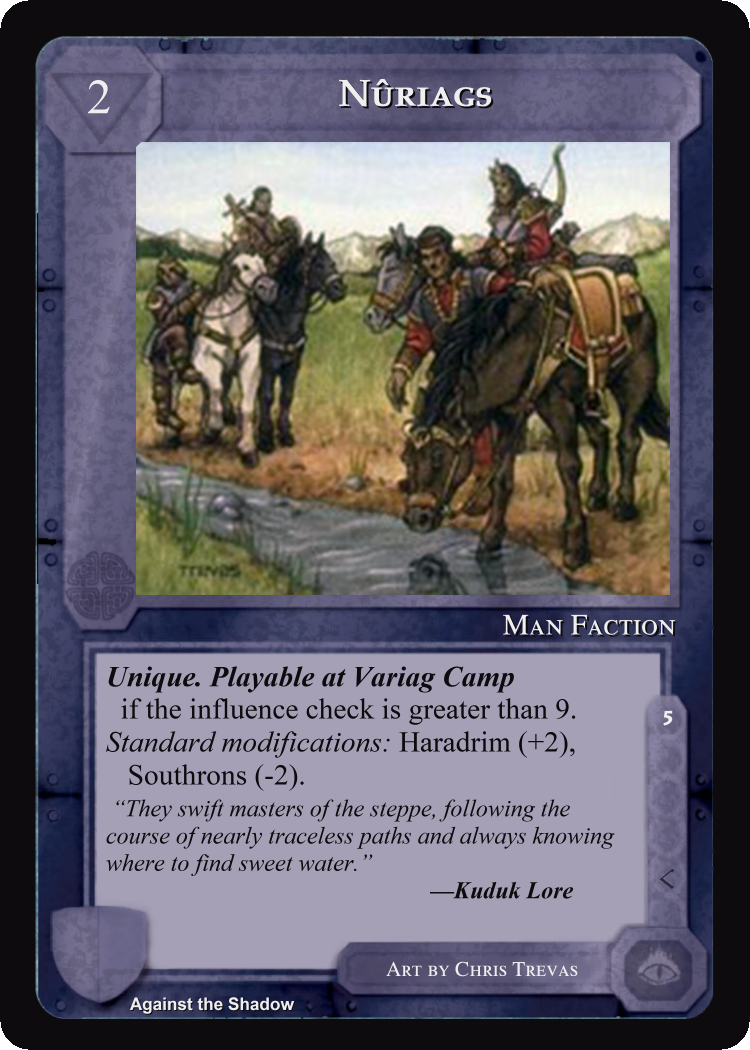 2
NÛRIAGS
MAN FACTION
Unique. Playable at Variag Camp
if the influence check is greater than 9.
Standard modifications: Haradrim (+2),
Southrons (-2).
“They swift masters of the steppe, following the
course of nearly traceless paths and always knowing
where to find sweet water.”
—Kuduk Lore
5
<
ART BY CHRIS TREVAS
Against the Shadow
TREVAS